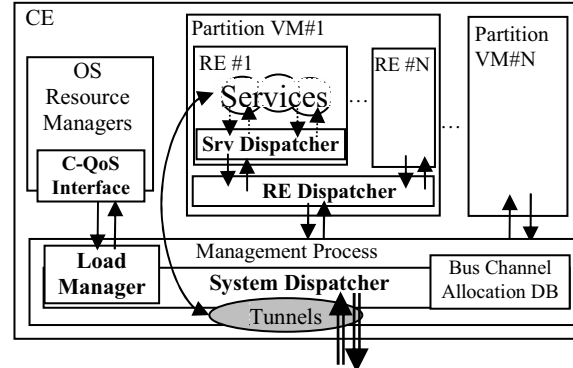 CE
Partition VM#1
Partition
VM#N
OS
Resource
Managers
RE #1
RE #N
Services
...
...
Srv Dispatcher
C-QoS
Interface
RE Dispatcher
Management Process
Load
Manager
System Dispatcher
Bus Channel
Allocation DB
Tunnels